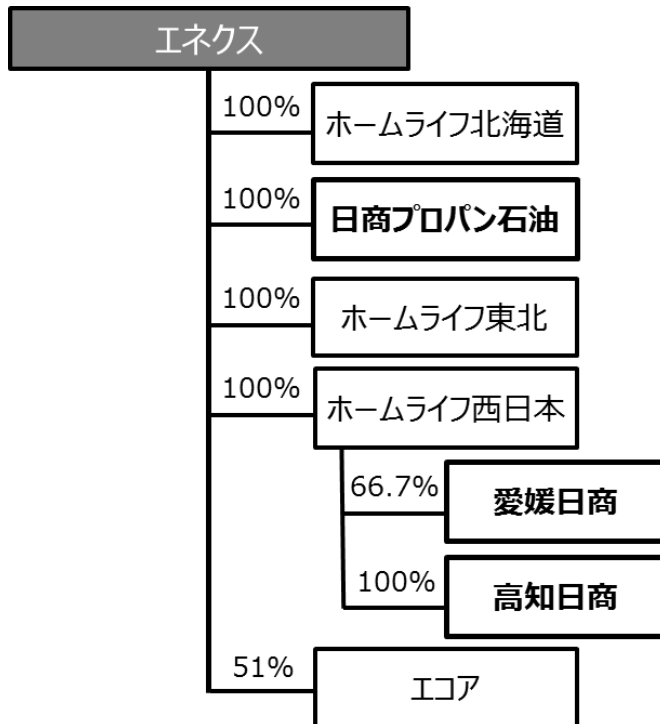 エネクス
100%
ホームライフ北海道
100%
日商プロパン石油
100%
ホームライフ東北
100%
ホームライフ西日本
66.7%
愛媛日商
100%
高知日商
51%
エコア